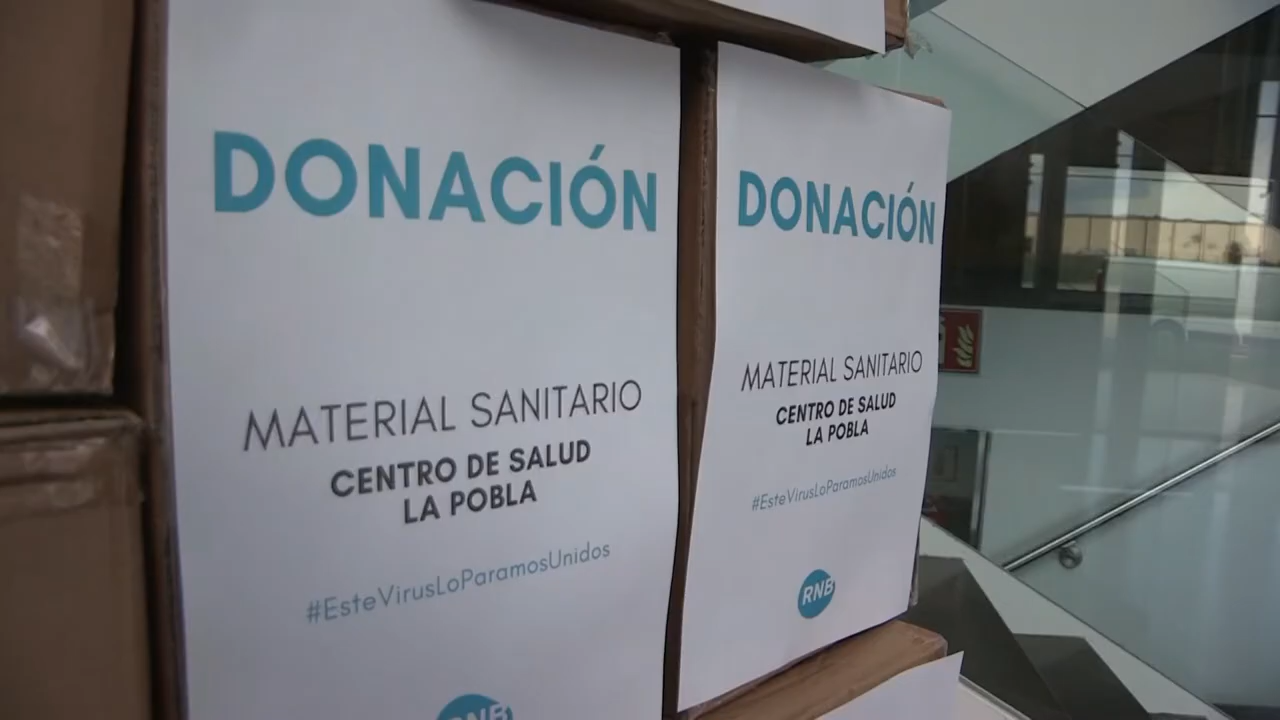 DONACIÓN
MATERIAL SANITARIO
CENTRO DE SALUD
LA POBLA
#EsteVirusLoParamosUnidos
RNB
DONACIÓN
MATERIAL SANITARIO
CENTRO DE SALUD
LA POBLA
#EsteVirusLoParamosUnidos
RNB